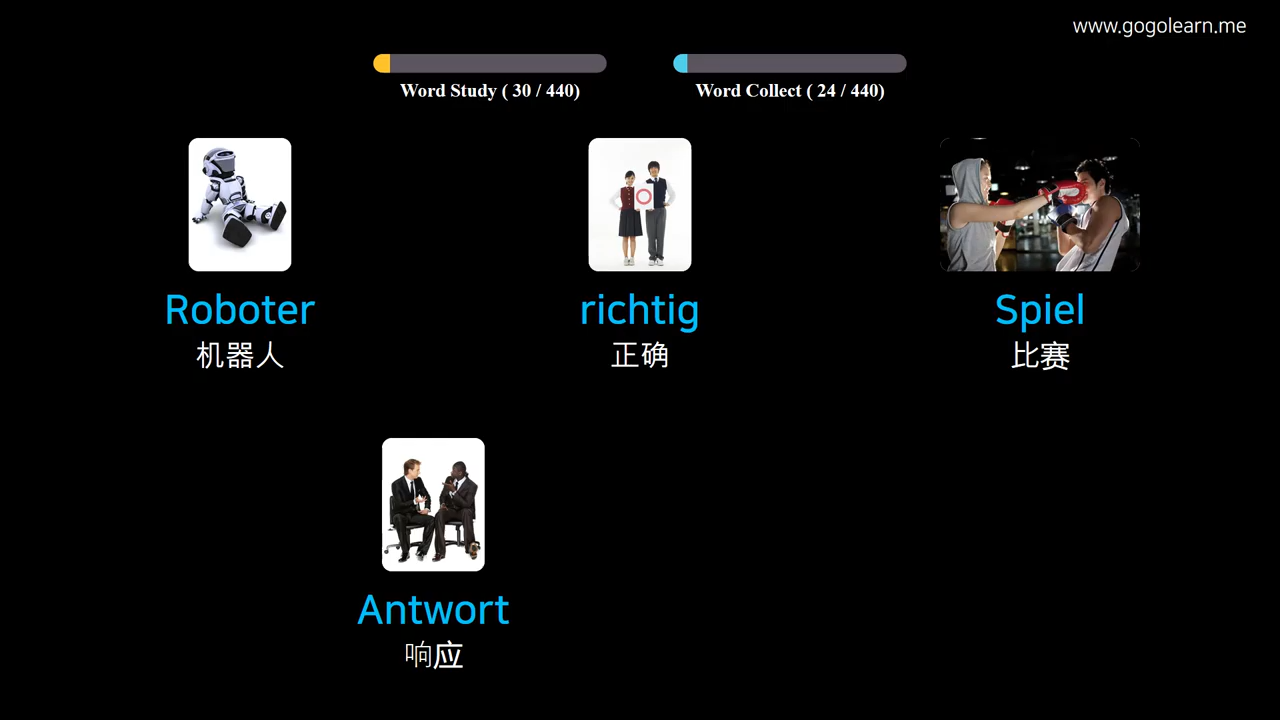 www.gogolearn.me
Word Study ( 30 / 440)
Word Collect ( 24 / 440)
Roboter
机器人
richtig
正确
Spiel
比赛
Antwort
响应